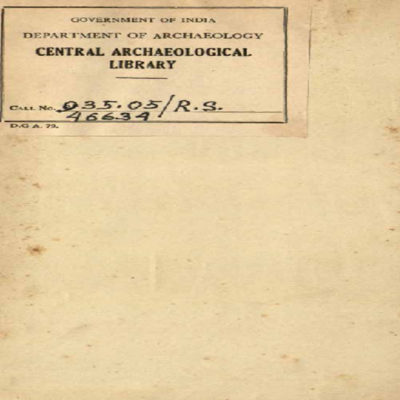 GOVERNMENT OF INDIA
DEPARTMENT OF ARCHAEOLOGY
CENTRAL ARCHAEOLOGICAL
LIBRARY
CALL No. 935.05/R.S.
46634
D.G A. 79.